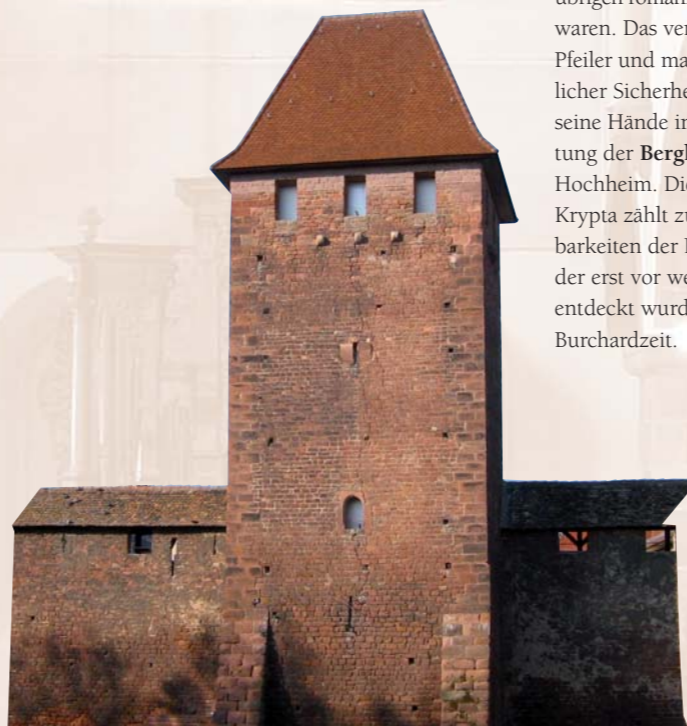 waren. Das ver
Pfeiler und ma
licher Sicherhe
seine Hände in
tung der Bergl
Hochheim. Die
Krypta zählt zu
barkeiten der
der erst vor we
entdeckt wurd
Burchardzeit.